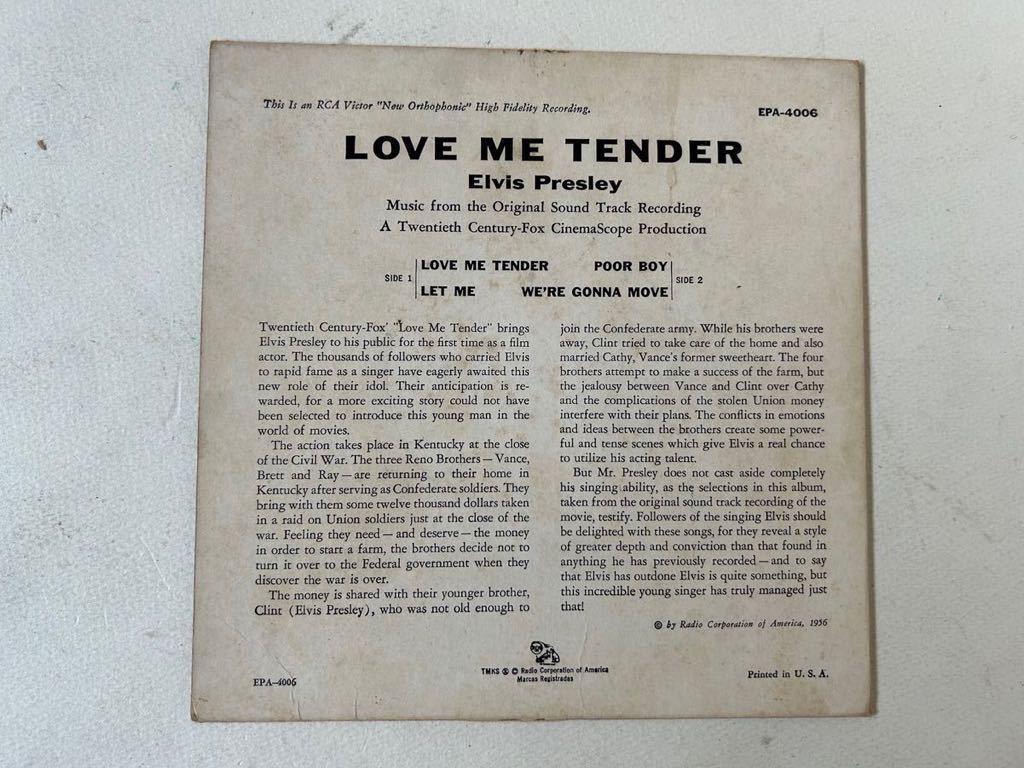 This Is an RCA Victor "New Orthophonic" High Fidelity Recording.
EPA-4006
LOVE ME TENDER
Elvis Presley
Music from the Original Sound Track Recording
A Twentieth Century-Fox CinemaScope Production
SIDE 1
LOVE ME TENDER
LET ME
POOR BOY
WE'RE GONNA MOVE
SIDE 2
Twentieth Century-Fox' "Love Me Tender" brings
Elvis Presley to his public for the first time as a film
actor. The thousands of followers who carried Elvis
to rapid fame as a singer have eagerly awaited this
new role of their idol. Their anticipation is re-
warded, for a more exciting story could not have
been selected to introduce this young man in the
world of movies.
The action takes place in Kentucky at the close
of the Civil War. The three Reno Brothers — Vance,
Brett and Ray — are returning to their home in
Kentucky after serving as Confederate soldiers. They
bring with them some twelve thousand dollars taken
in a raid on Union soldiers just at the close of the
war. Feeling they need — and deserve — the money
in order to start a farm, the brothers decide not to
turn it over to the Federal government when they
discover the war is over.
The money is shared with their younger brother,
Clint (Elvis Presley), who was not old enough to
join the Confederate army. While his brothers were
away, Clint tried to take care of the home and also
married Cathy, Vance's former sweetheart. The four
brothers attempt to make a success of the farm, but
the jealousy between Vance and Clint over Cathy
and the complications of the stolen Union money
interfere with their plans. The conflicts in emotions
and ideas between the brothers create some power-
ful and tense scenes which give Elvis a real chance
to utilize his acting talent.
But Mr. Presley does not cast aside completely
his singing ability, as the selections in this album,
taken from the original sound track recording of the
movie, testify. Followers of the singing Elvis should
be delighted with these songs, for they reveal a style
of greater depth and conviction than that found in
anything he has previously recorded — and to say
that Elvis has outdone Elvis is quite something, but
this incredible young singer has truly managed just
that!
© by Radio Corporation of America, 1956
EPA-4006
TMKS ® © Radio Corporation of America
Marcas Registradas
Printed in U. S. A.